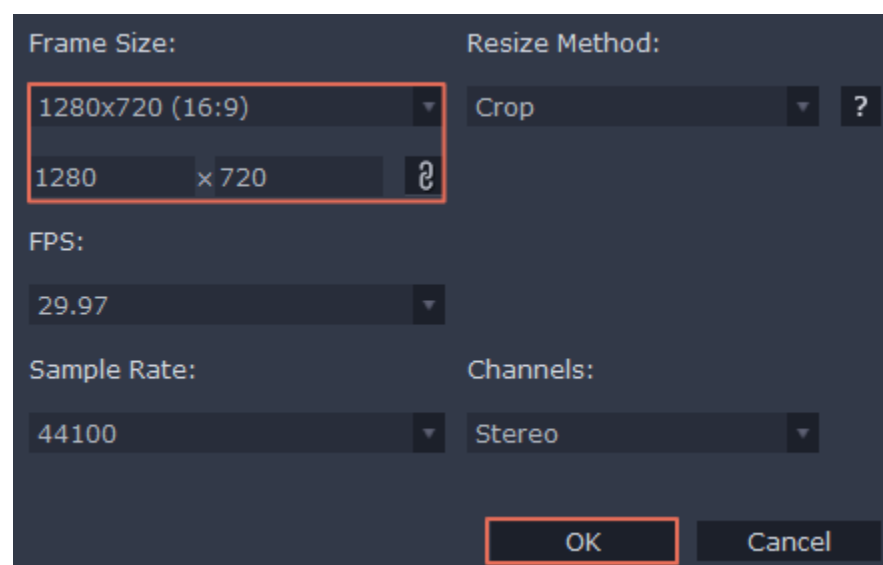 Frame Size:
Resize Method:
1280x720 (16:9)
Crop
?
1280 x 720
FPS:
29.97
Sample Rate:
Channels:
44100
Stereo
OK
Cancel